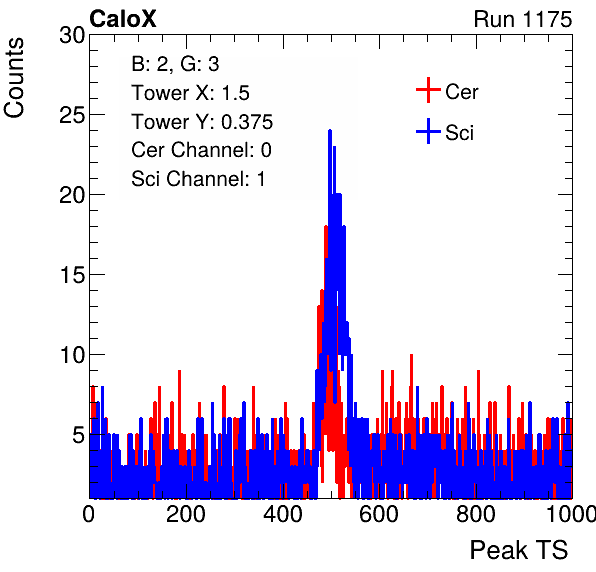 CaloX Run 1175
Counts
30
25
20
15
10
5
B: 2, G: 3
Tower X: 1.5
Tower Y: 0.375
Cer Channel: 0
Sci Channel: 1
Cer
Sci
0 200 400 600 800 1000
Peak TS